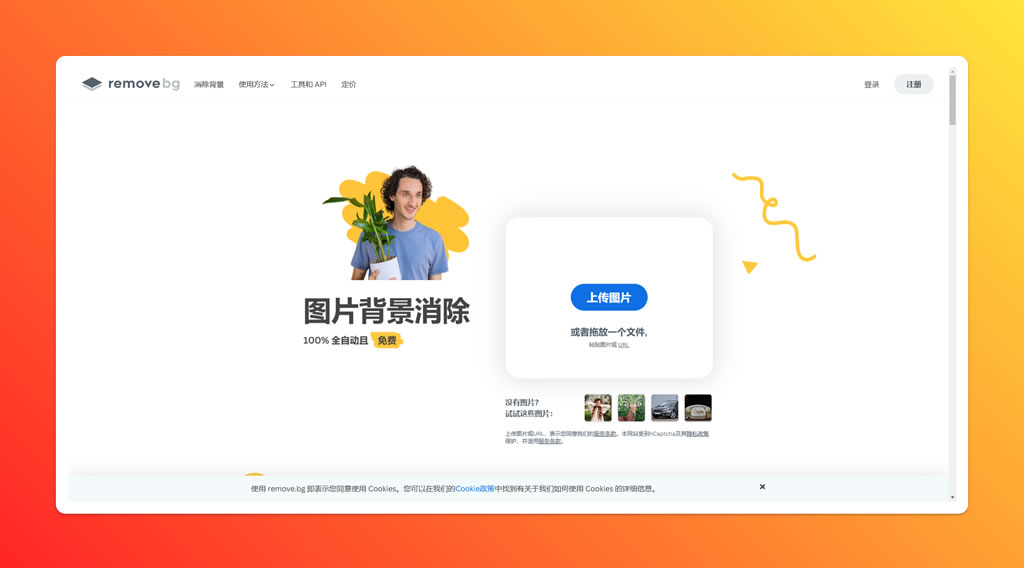 removebg 消除背景 使用方法 工具和 API 定价 登录 注册
图片背景消除
100% 全自动且 免费
上传图片
或者拖放一个文件,
粘贴图片或 URL
没有图片?
试试这些图片:
上传图片或URL，表示您同意我们的服务条款。本网站受到hCaptcha及其隐私政策
保护，并适用服务条款。
使用 remove.bg 即表示您同意使用 Cookies。您可以在我们的Cookie政策中找到有关于我们如何使用 Cookies 的详细信息。